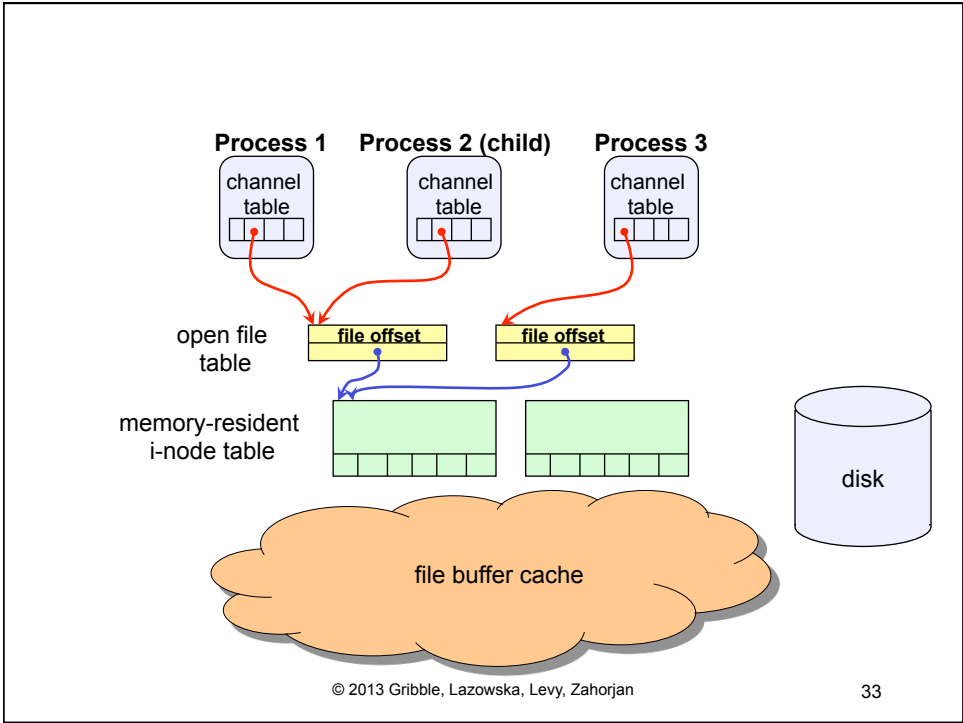 Process 1
Process 2 (child)
Process 3
channel
table
channel
table
channel
table
open file
table
file offset
file offset
memory-resident
i-node table
disk
file buffer cache
© 2013 Gribble, Lazowska, Levy, Zahorjan
33